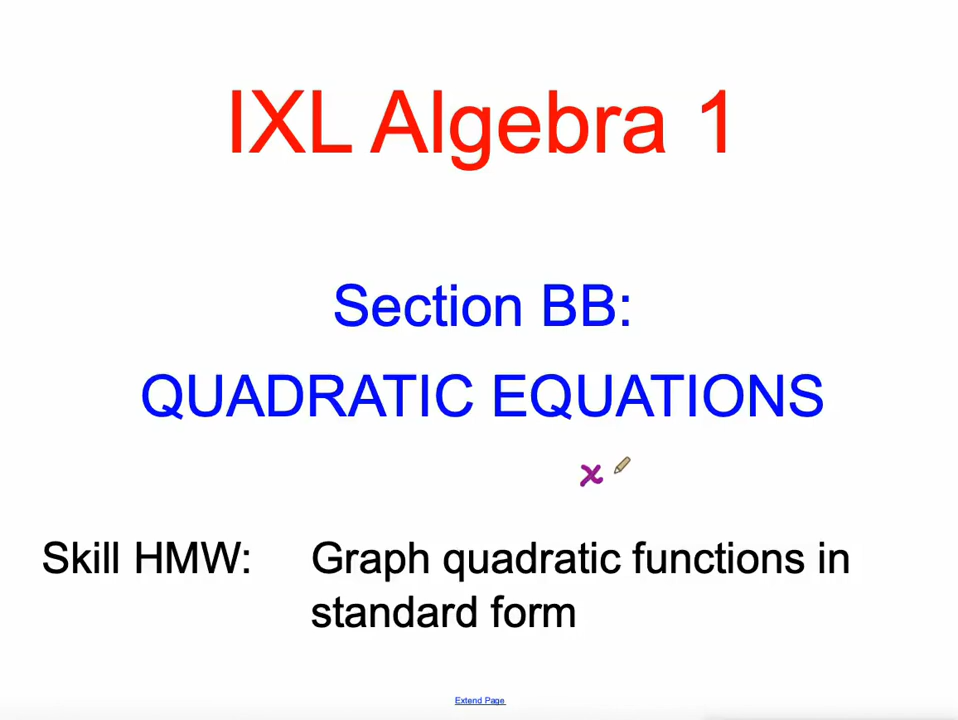 IXL Algebra 1
Section BB:
QUADRATIC EQUATIONS
x
Skill HMW: Graph quadratic functions in
standard form
Extend Page